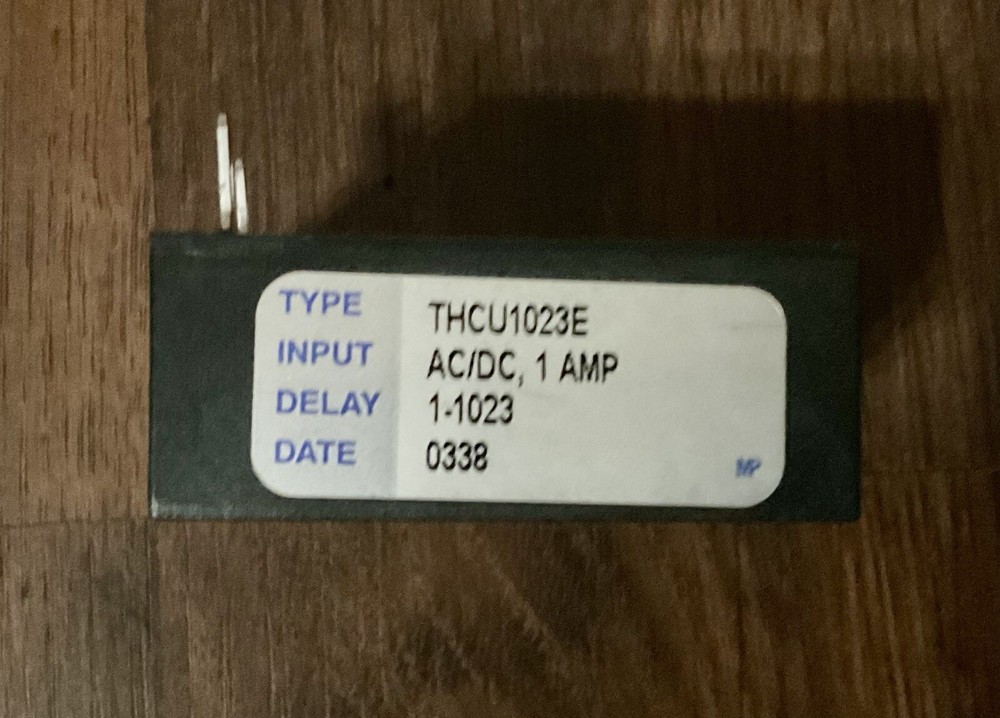 TYPE THCU1023E
INPUT AC/DC, 1 AMP
DELAY 1-1023
DATE 0338
MP